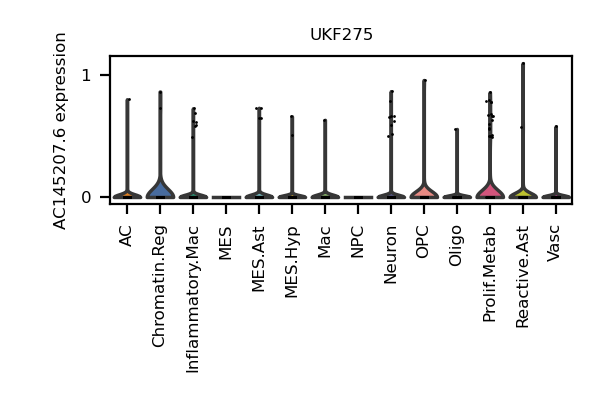 UKF275
AC145207.6 expression
1
0
AC
Chromatin.Reg
Inflammatory.Mac
MES
MES.Ast
MES.Hyp
Mac
NPC
Neuron
OPC
Oligo
Prolif.Metab
Reactive.Ast
Vasc